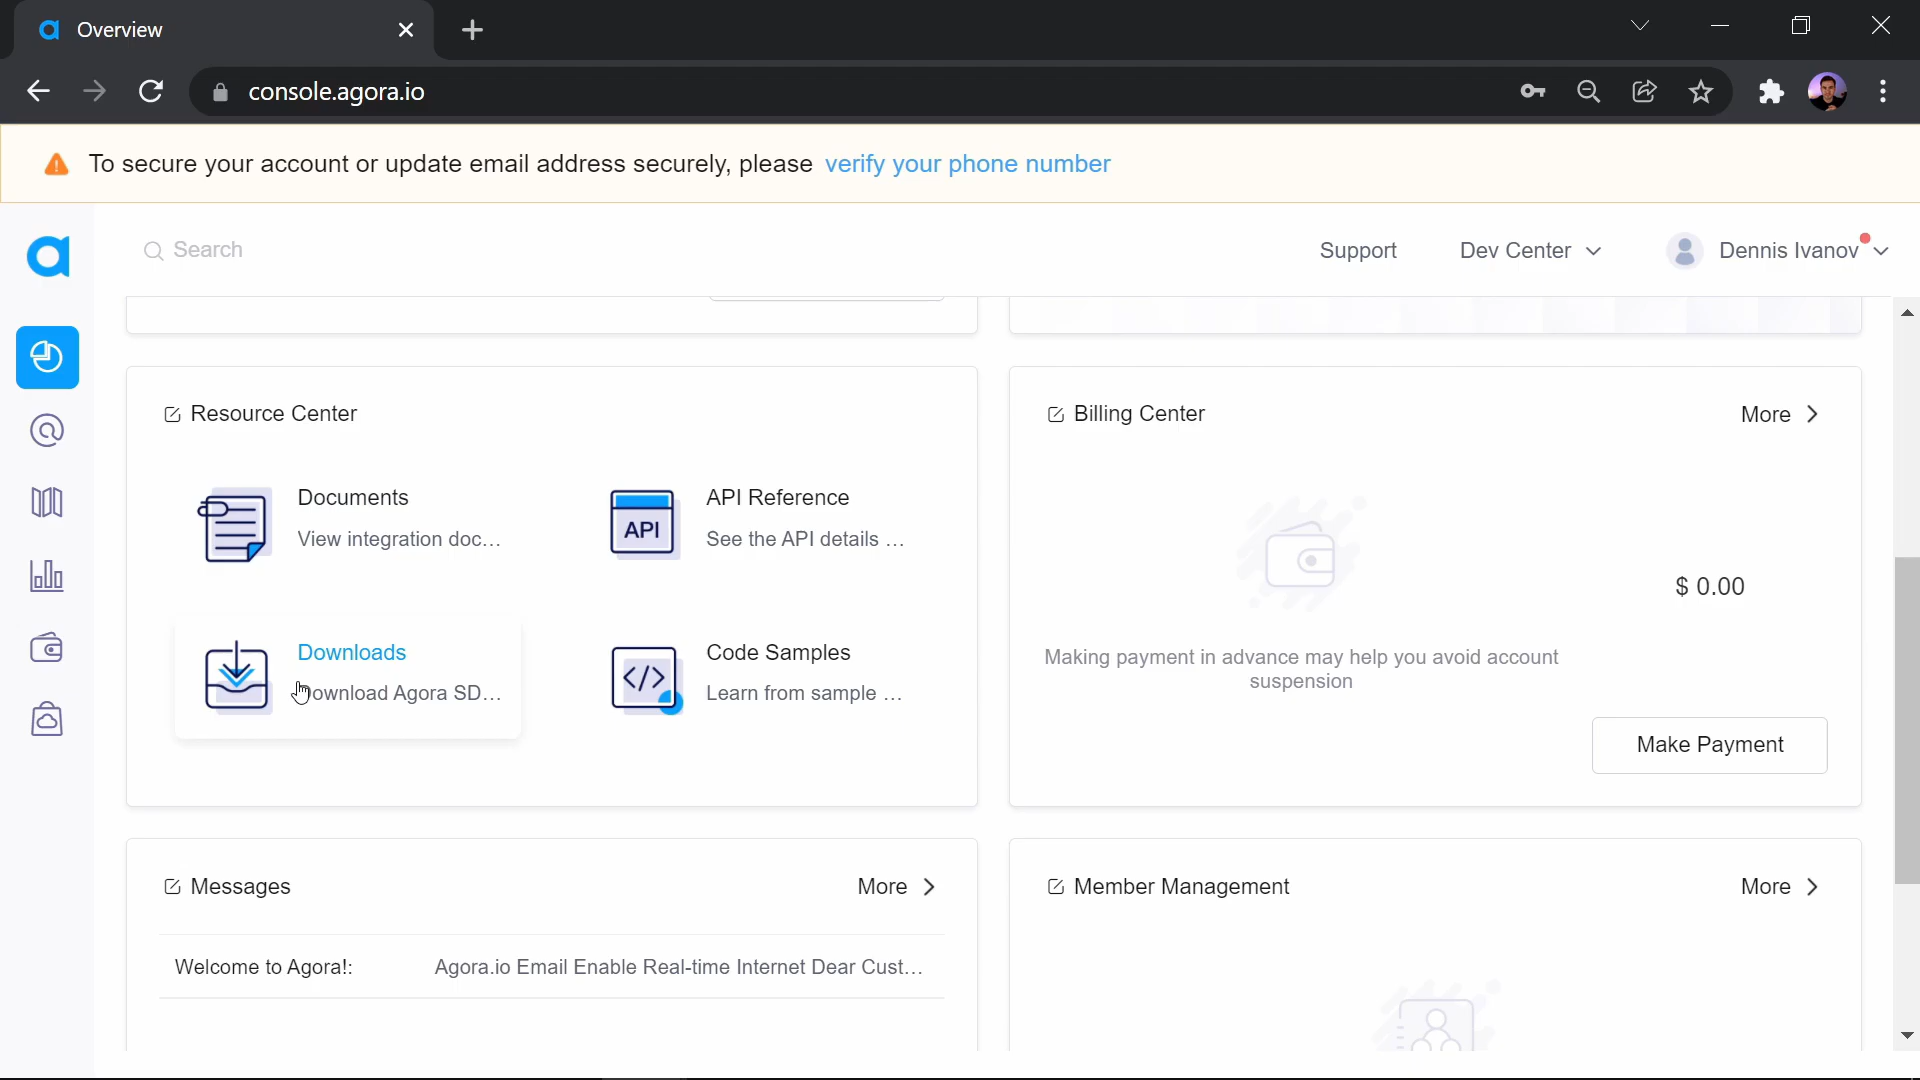 Overview
console.agora.io
To secure your account or update email address securely, please verify your phone number
Search
Support
Dev Center
Dennis Ivanov
Resource Center
Documents
View integration doc...
API Reference
API
See the API details ...
Downloads
ownload Agora SD...
Code Samples
Learn from sample ...
Billing Center
More
$ 0.00
Making payment in advance may help you avoid account
suspension
Make Payment
Messages
More
Welcome to Agora!:
Agora.io Email Enable Real-time Internet Dear Cust...
Member Management
More